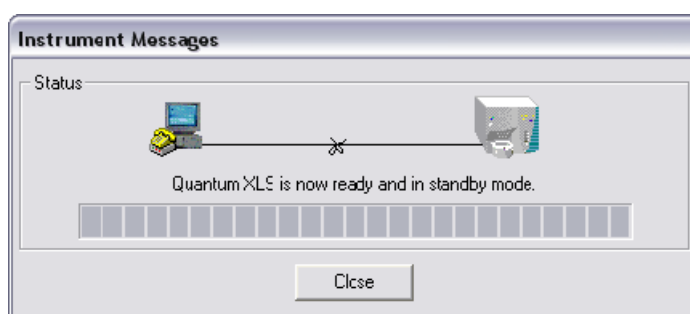 Instrument Messages
Status
Quantum XLS is now ready and in standby mode.
Close